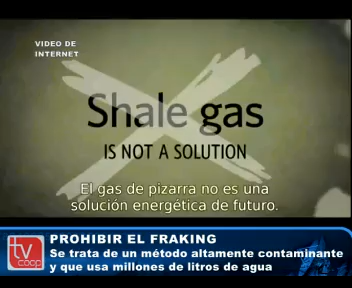 VIDEO DE
INTERNET
Shale gas
IS NOT A SOLUTION
El gas de pizarra no es una
solución energética de futuro.
tv
coop
PROHIBIR EL FRAKING
Se trata de un método altamente contaminante
y que usa millones de litros de agua